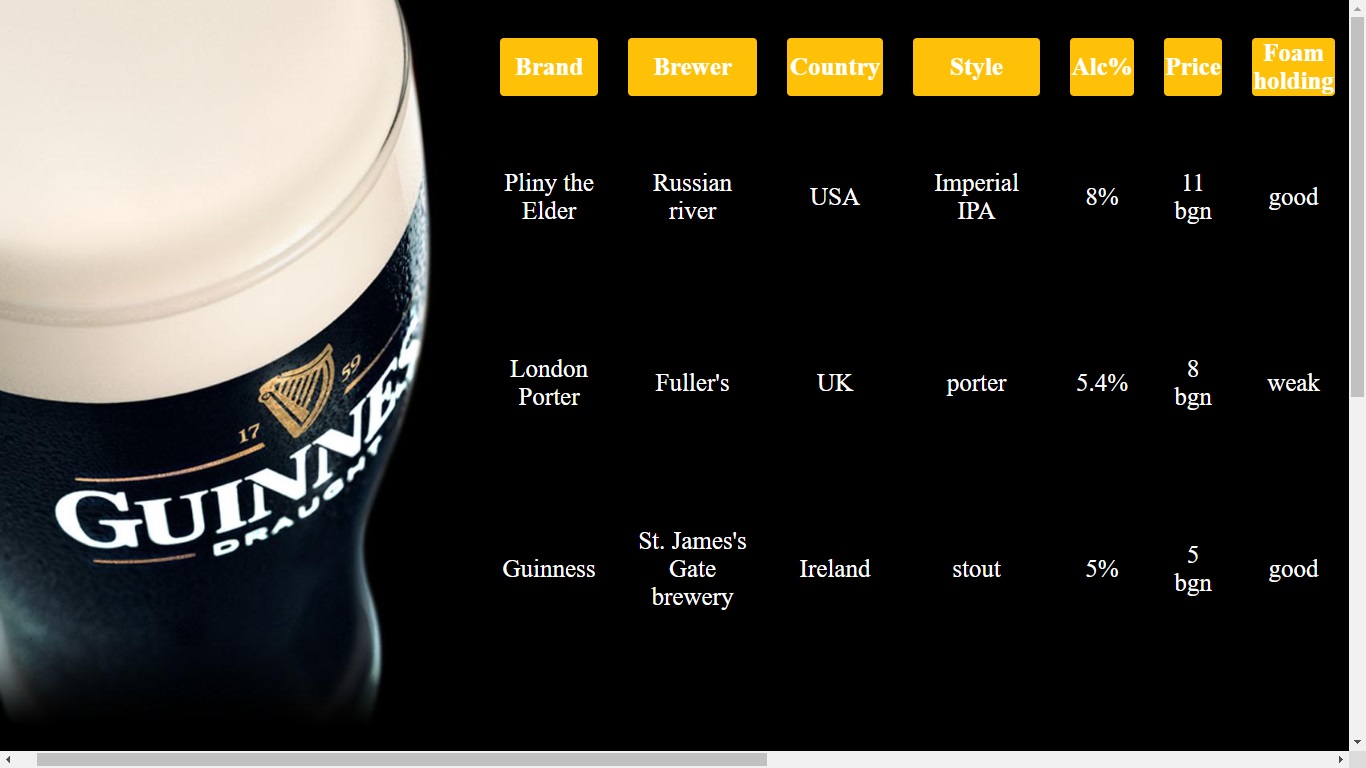 Brand Brewer Country Style Alc% Price Foam holding
Pliny the Elder Russian river USA Imperial IPA 8% 11 bgn good
London Porter Fuller's UK porter 5.4% 8 bgn weak
Guinness St. James's Gate brewery Ireland stout 5% 5 bgn good
17 59
GUINNESS
DRAUGHT